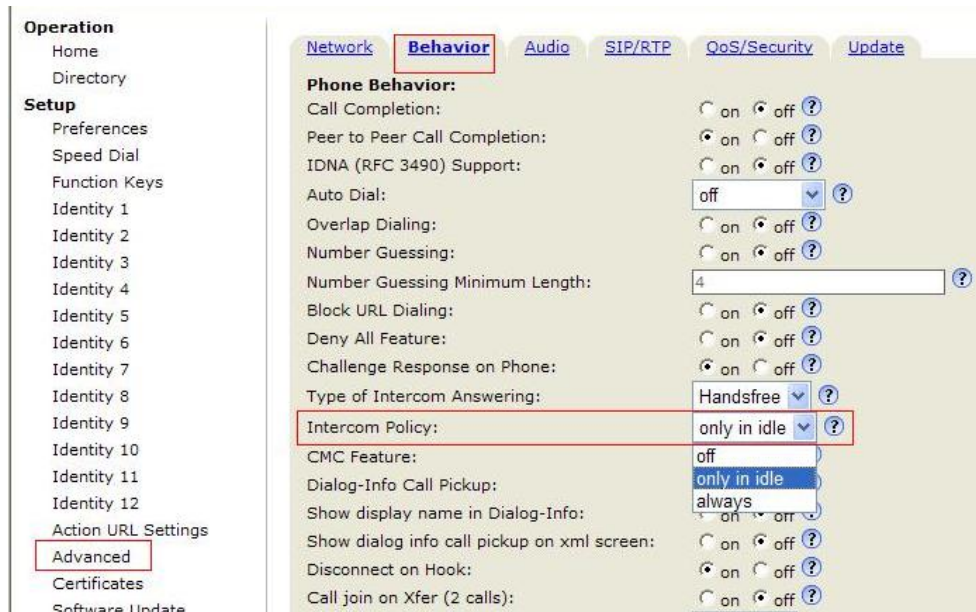 Operation
Home
Directory
Setup
Preferences
Speed Dial
Function Keys
Identity 1
Identity 2
Identity 3
Identity 4
Identity 5
Identity 6
Identity 7
Identity 8
Identity 9
Identity 10
Identity 11
Identity 12
Action URL Settings
Advanced
Certificates
Software Update
Network Behavior Audio SIP/RTP QoS/Security Update
Phone Behavior:
Call Completion: on off ?
Peer to Peer Call Completion: on off ?
IDNA (RFC 3490) Support: on off ?
Auto Dial: off ?
Overlap Dialing: on off ?
Number Guessing: on off ?
Number Guessing Minimum Length: 4 ?
Block URL Dialing: on off ?
Deny All Feature: on off ?
Challenge Response on Phone: on off ?
Type of Intercom Answering: Handsfree ?
Intercom Policy: only in idle ?
CMC Feature: off
Dialog-Info Call Pickup: only in idle
always
Show display name in Dialog-Info: on off ?
Show dialog info call pickup on xml screen: on off ?
Disconnect on Hook: on off ?
Call join on Xfer (2 calls): on off ?